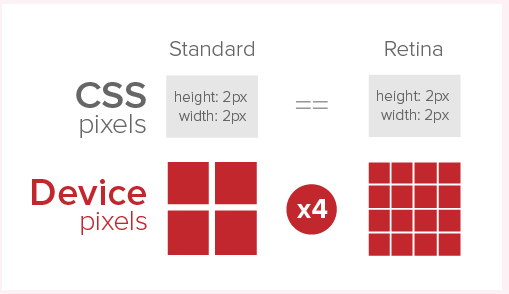 Standard
Retina
CSS
pixels
height: 2px
width: 2px
==
height: 2px
width: 2px
Device
pixels
x4